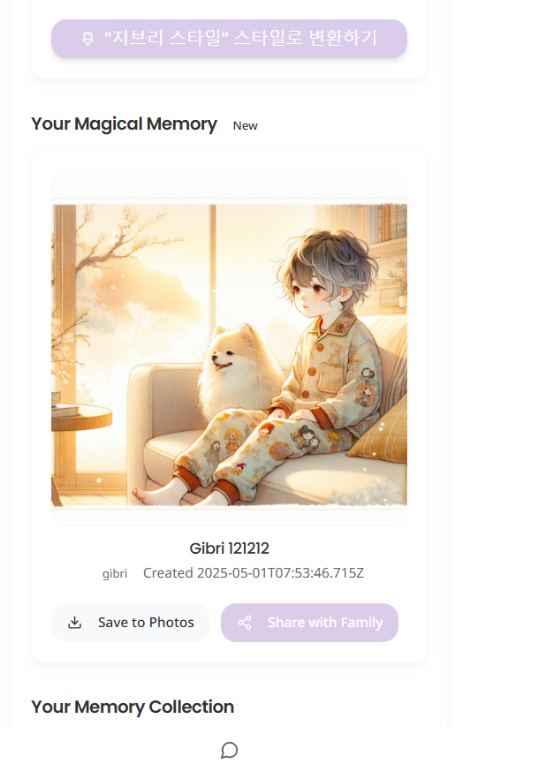 "지브리 스타일" 스타일로 변환하기
Your Magical Memory New
Gibri 121212
gibri Created 2025-05-01T07:53:46.715Z
Save to Photos Share with Family
Your Memory Collection